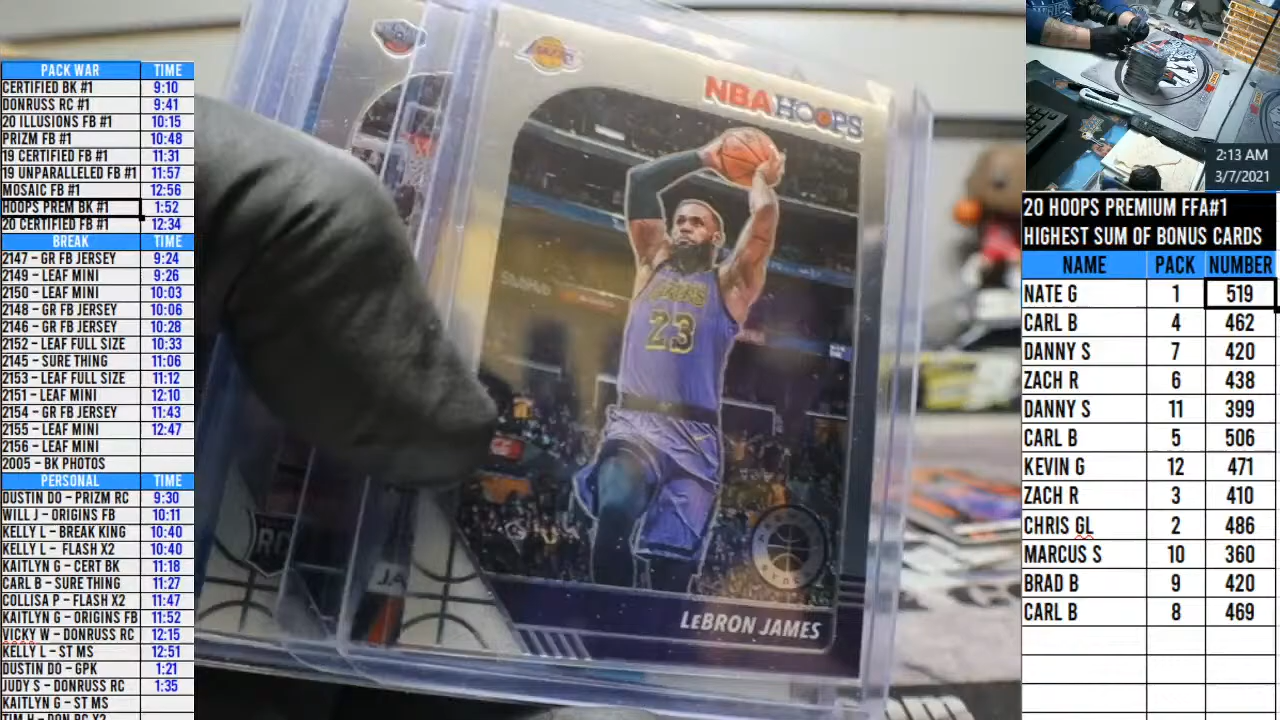 PACK WAR TIME
CERTIFIED BK #1 9:10
DONRUSS RC #1 9:41
20 ILLUSIONS FB #1 10:15
PRIZM FB #1 10:48
19 CERTIFIED FB #1 11:31
19 UNPARALLELED FB #1 11:57
MOSAIC FB #1 12:56
HOOPS PREM BK #1 1:52
20 CERTIFIED FB #1 12:34
BREAK TIME
2147 - GR FB JERSEY 9:24
2149 - LEAF MINI 9:26
2150 - LEAF MINI 10:03
2148 - GR FB JERSEY 10:06
2146 - GR FB JERSEY 10:28
2152 - LEAF FULL SIZE 10:33
2145 - SURE THING 11:06
2153 - LEAF FULL SIZE 11:12
2151 - LEAF MINI 12:10
2154 - GR FB JERSEY 11:43
2155 - LEAF MINI 12:47
2156 - LEAF MINI
2005 - BK PHOTOS
PERSONAL TIME
DUSTIN DO - PRIZM RC 9:30
WILL J - ORIGINS FB 10:11
KELLY L - BREAK KING 10:40
KELLY L - FLASH X2 10:40
KAITLYN G - CERT BK 11:18
CARL B - SURE THING 11:27
COLLISA P - FLASH X2 11:47
KAITLYN G - ORIGINS FB 11:52
VICKY W - DONRUSS RC 12:15
KELLY L - ST MS 12:51
DUSTIN DO - GPK 1:21
JUDY S - DONRUSS RC 1:35
KAITLYN G - ST MS
TIM H - DON RC X2
NBA HOOPS
23
LEBRON JAMES
RC
JA
2:13 AM
3/7/2021
20 HOOPS PREMIUM FFA#1
HIGHEST SUM OF BONUS CARDS
NAME PACK NUMBER
NATE G 1 519
CARL B 4 462
DANNY S 7 420
ZACH R 6 438
DANNY S 11 399
CARL B 5 506
KEVIN G 12 471
ZACH R 3 410
CHRIS GL 2 486
MARCUS S 10 360
BRAD B 9 420
CARL B 8 469